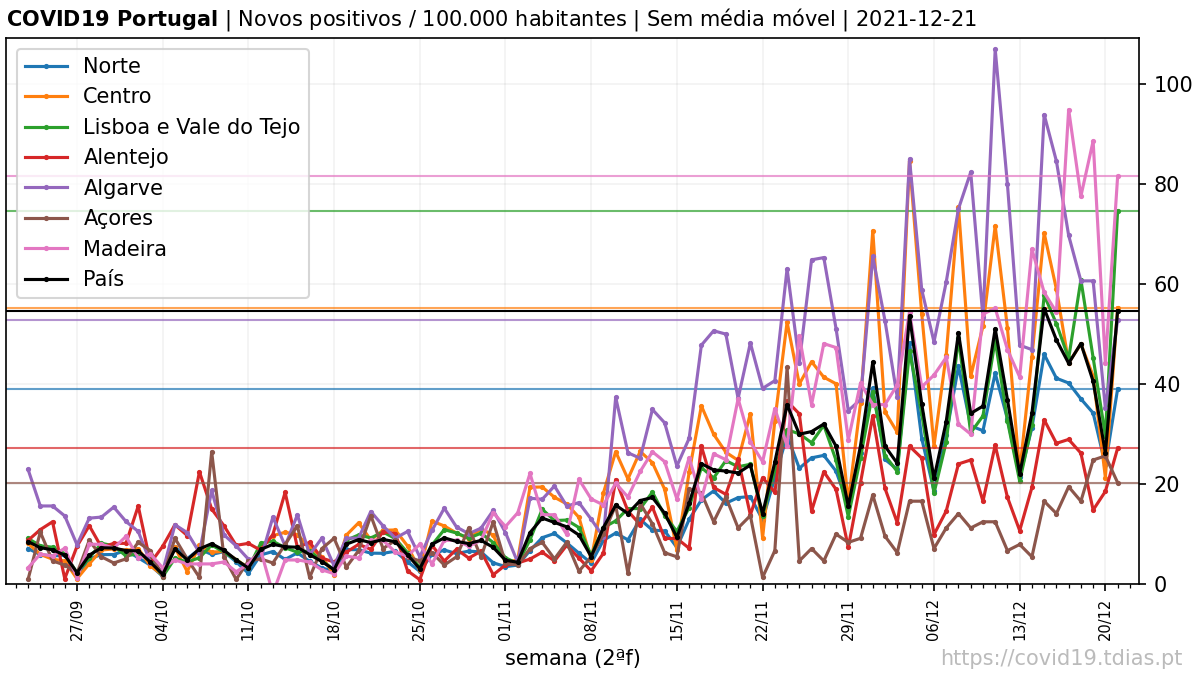 COVID19 Portugal | Novos positivos / 100.000 habitantes | Sem média móvel | 2021-12-21
Norte
Centro
Lisboa e Vale do Tejo
Alentejo
Algarve
Açores
Madeira
País
100
80
60
40
20
0
27/09
04/10
11/10
18/10
25/10
01/11
08/11
15/11
22/11
29/11
06/12
13/12
20/12
semana (2ªf)
https://covid19.tdias.pt